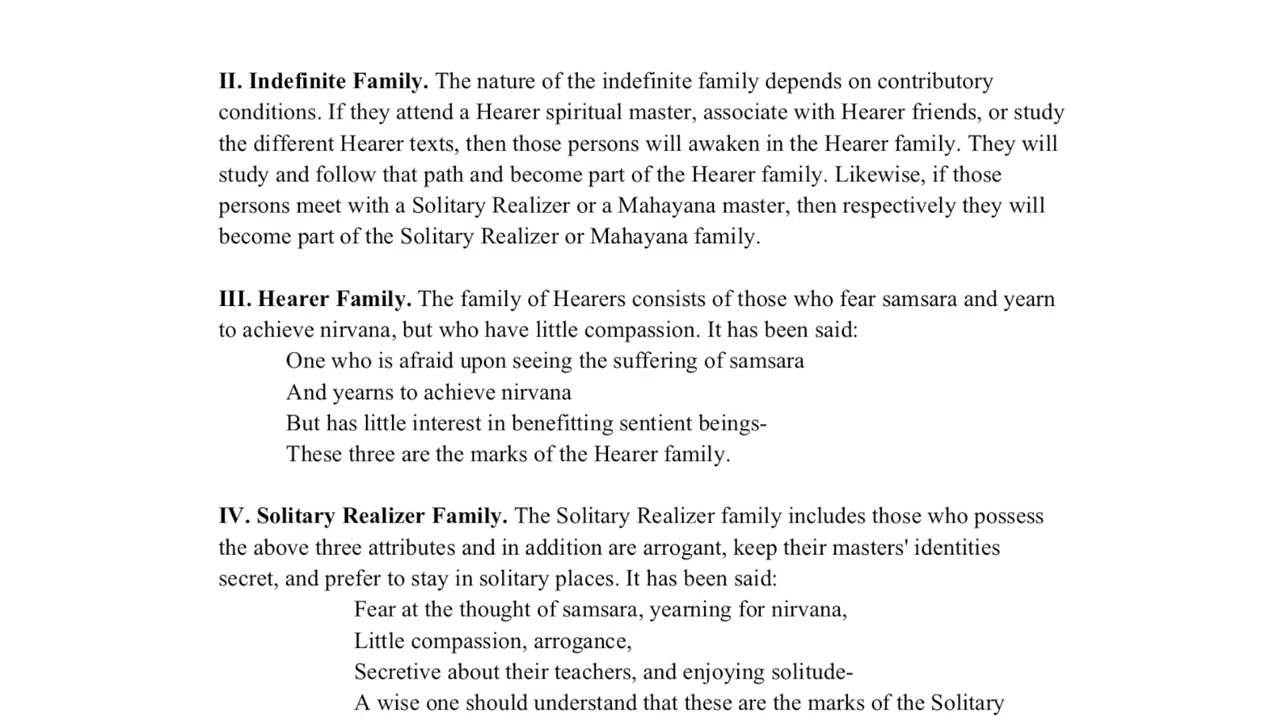 II. Indefinite Family. The nature of the indefinite family depends on contributory
conditions. If they attend a Hearer spiritual master, associate with Hearer friends, or study
the different Hearer texts, then those persons will awaken in the Hearer family. They will
study and follow that path and become part of the Hearer family. Likewise, if those
persons meet with a Solitary Realizer or a Mahayana master, then respectively they will
become part of the Solitary Realizer or Mahayana family.
III. Hearer Family. The family of Hearers consists of those who fear samsara and yearn
to achieve nirvana, but who have little compassion. It has been said:
One who is afraid upon seeing the suffering of samsara
And yearns to achieve nirvana
But has little interest in benefitting sentient beings-
These three are the marks of the Hearer family.
IV. Solitary Realizer Family. The Solitary Realizer family includes those who possess
the above three attributes and in addition are arrogant, keep their masters' identities
secret, and prefer to stay in solitary places. It has been said:
Fear at the thought of samsara, yearning for nirvana,
Little compassion, arrogance,
Secretive about their teachers, and enjoying solitude-
A wise one should understand that these are the marks of the Solitary